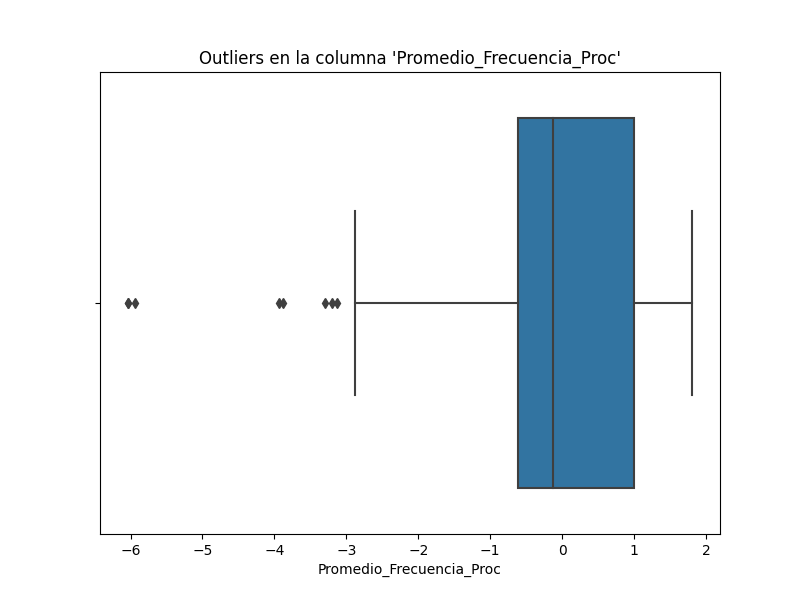 Outliers en la columna 'Promedio_Frecuencia_Proc'
−6 −5 −4 −3 −2 −1 0 1 2
Promedio_Frecuencia_Proc